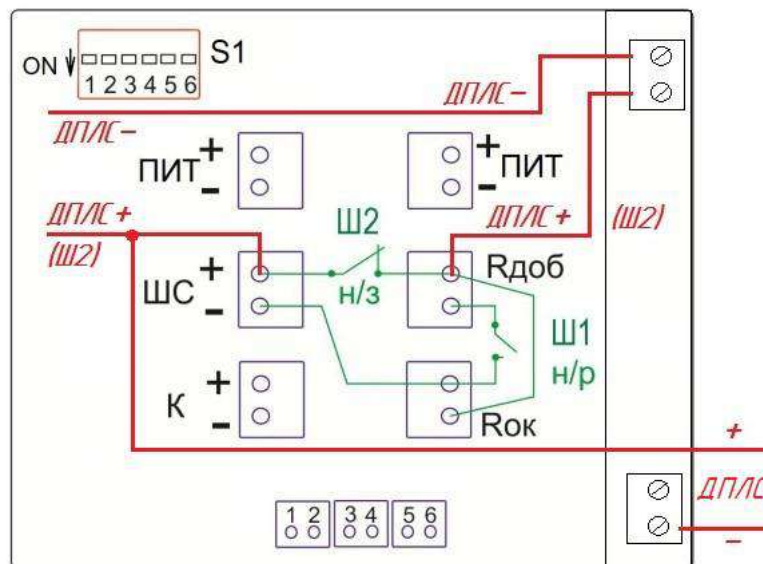 ON S1
1 2 3 4 5 6
ДПЛС-
ДПЛС-
+ +
ПИТ ПИТ
- -
ДПЛС+ ДПЛС+ (Ш2)
(Ш2)
Ш2
+ Rдоб
ШС
н/з
-
Ш1
н/р
+
К
-
Rок
+
ДПЛС
-
1 2 3 4 5 6